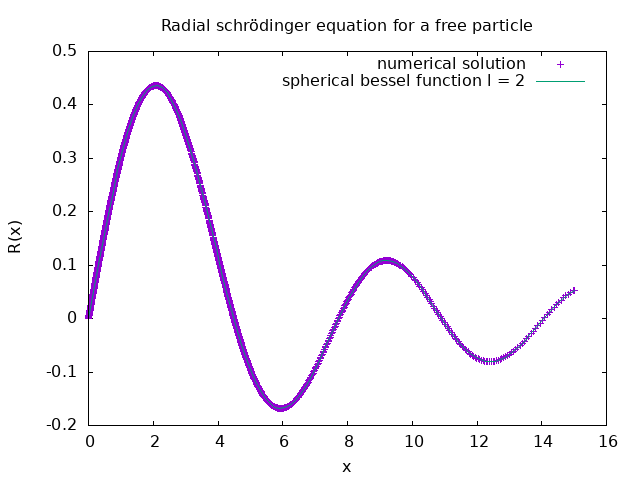 Radial schrödinger equation for a free particle
numerical solution
spherical bessel function l = 2
0.5
0.4
0.3
0.2
0.1
0
-0.1
-0.2
R(x)
0 2 4 6 8 10 12 14 16
x